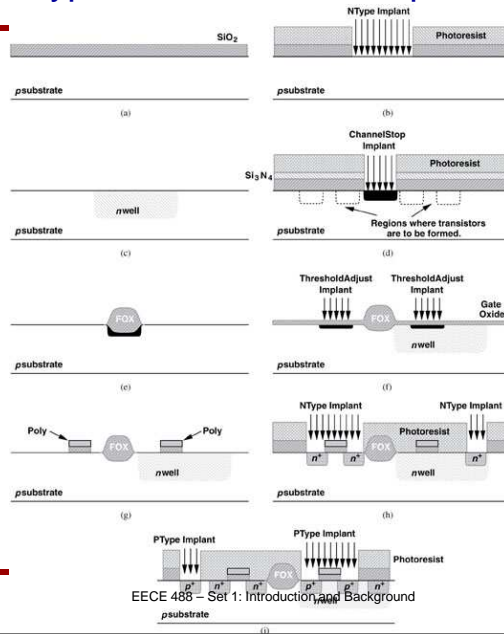 SiO2
psubstrate
(a)
NType Implant
Photoresist
psubstrate
(b)
nwell
psubstrate
(c)
ChannelStop
Implant
Photoresist
Si3N4
Regions where transistors
are to be formed.
psubstrate
(d)
FOX
psubstrate
(e)
ThresholdAdjust
Implant
ThresholdAdjust
Implant
Gate
Oxide
FOX
nwell
psubstrate
(f)
Poly
Poly
FOX
nwell
psubstrate
(g)
NType Implant
NType Implant
Photoresist
FOX
n+
n+
n+
nwell
psubstrate
(h)
PType Implant
PType Implant
Photoresist
FOX
p+
n+
n+
p+
p+
n+
nwell
EECE 488 – Set 1: Introduction and Background
psubstrate
(i)